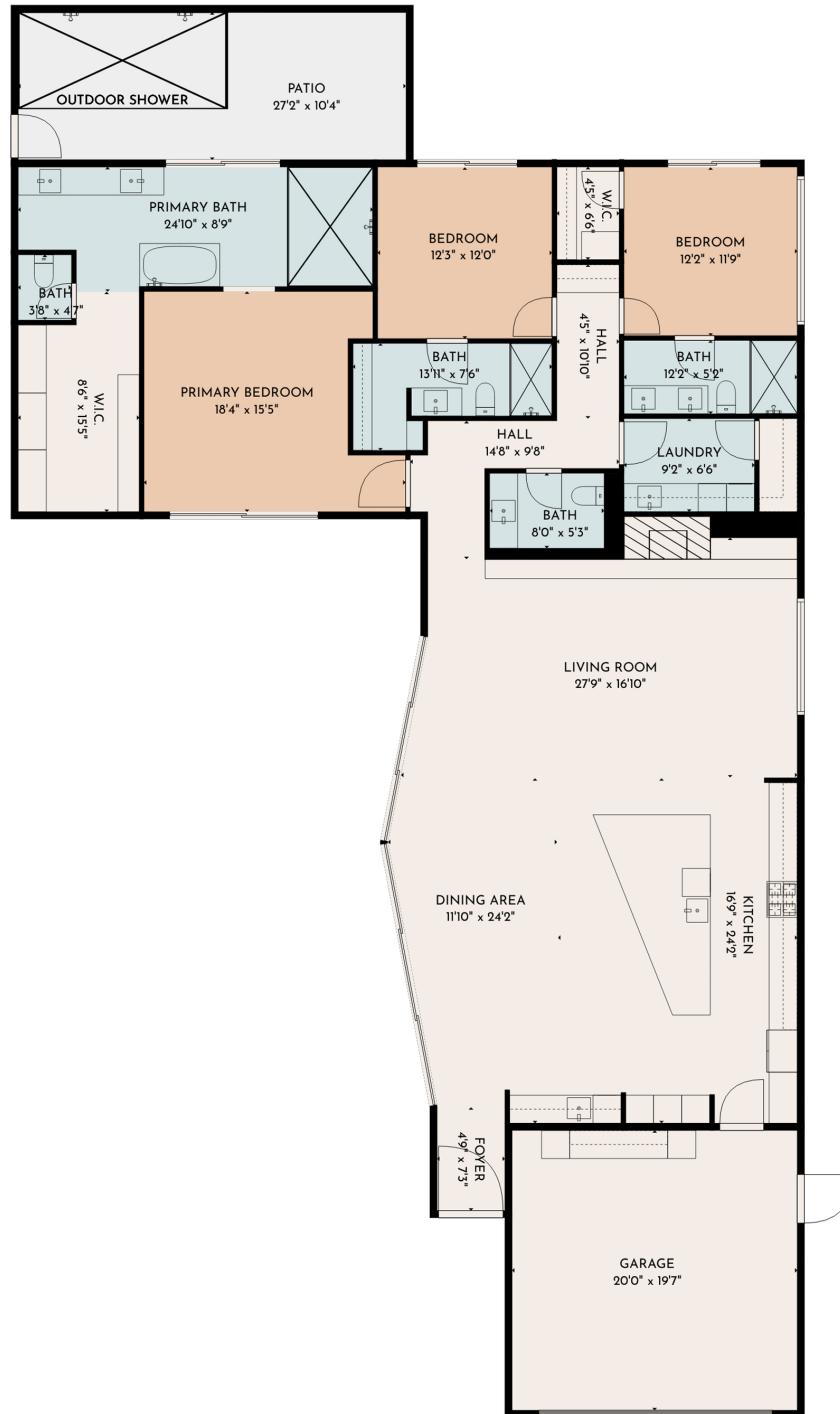 PATIO
27'2" x 10'4"
OUTDOOR SHOWER
PRIMARY BATH
24'10" x 8'9"
W.I.C.
4'5" x 6'6"
BEDROOM
12'3" x 12'0"
BEDROOM
12'2" x 11'9"
BATH
3'8" x 4'7"
HALL
4'5" x 10'10"
BATH
13'11" x 7'6"
BATH
12'2" x 5'2"
PRIMARY BEDROOM
18'4" x 15'5"
W.I.C.
8'6" x 15'5"
HALL
14'8" x 9'8"
LAUNDRY
9'2" x 6'6"
BATH
8'0" x 5'3"
LIVING ROOM
27'9" x 16'10"
DINING AREA
11'10" x 24'2"
KITCHEN
16'9" x 24'2"
FOYER
4'9" x 7'3"
GARAGE
20'0" x 19'7"